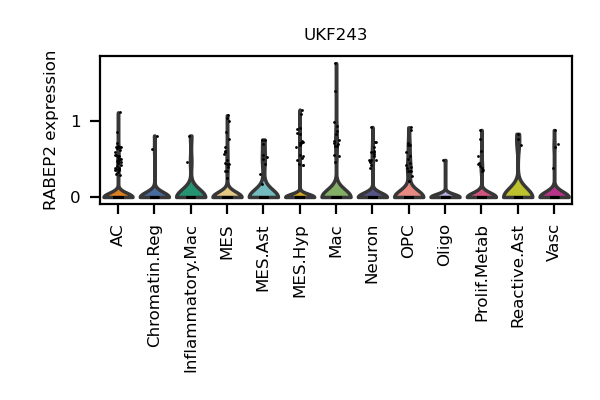 UKF243
RABEP2 expression
1
0
AC
Chromatin.Reg
Inflammatory.Mac
MES
MES.Ast
MES.Hyp
Mac
Neuron
OPC
Oligo
Prolif.Metab
Reactive.Ast
Vasc